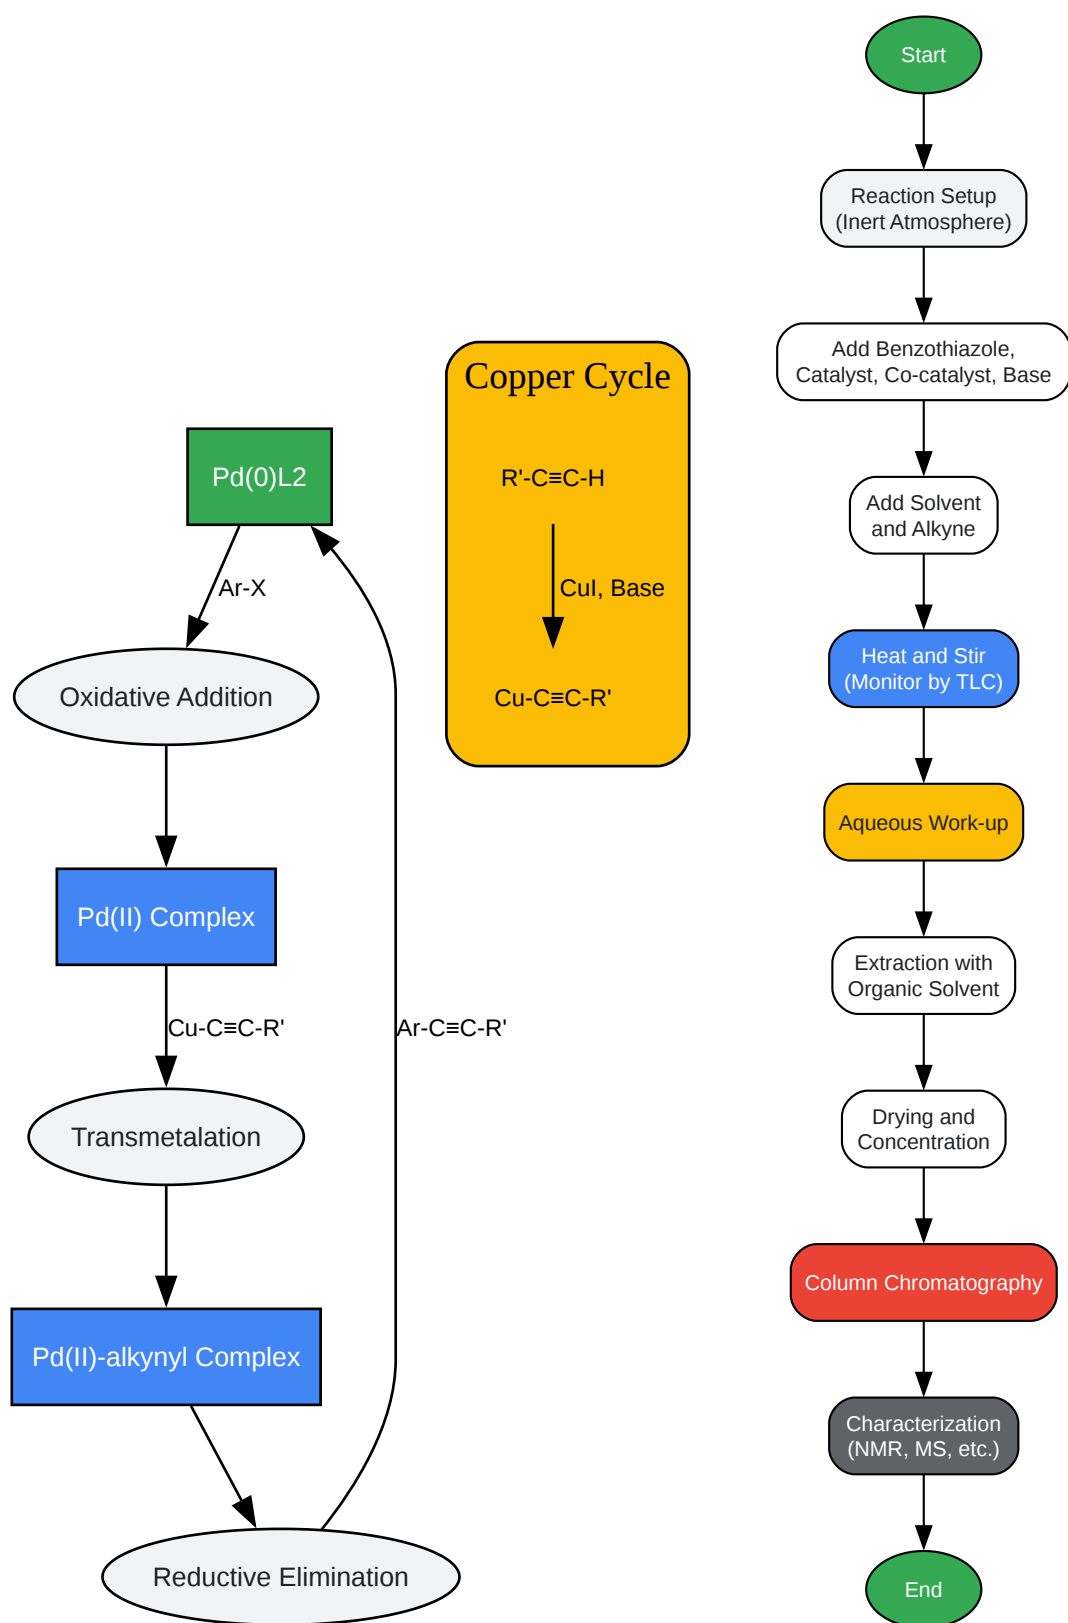 Pd(0)L2
Ar-X
Oxidative Addition
Pd(II) Complex
Cu-C≡C-R'
Transmetalation
Pd(II)-alkynyl Complex
Reductive Elimination
Ar-C≡C-R'
Copper Cycle
R'-C≡C-H
CuI, Base
Cu-C≡C-R'
Start
Reaction Setup
(Inert Atmosphere)
Add Benzothiazole,
Catalyst, Co-catalyst, Base
Add Solvent
and Alkyne
Heat and Stir
(Monitor by TLC)
Aqueous Work-up
Extraction with
Organic Solvent
Drying and
Concentration
Column Chromatography
Characterization
(NMR, MS, etc.)
End